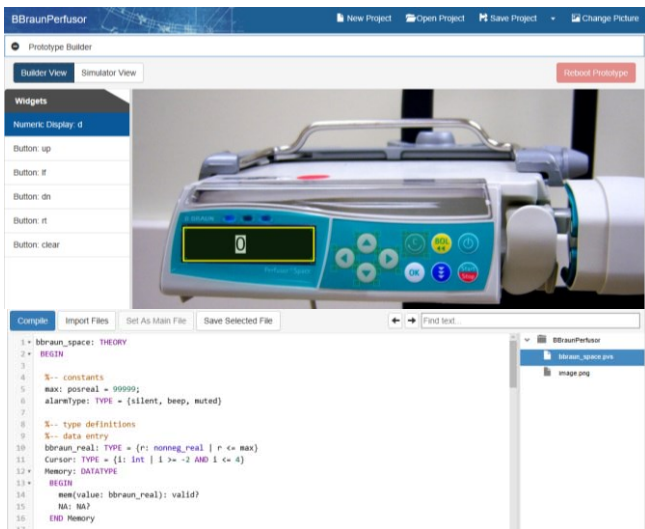 BBraunPerfusor
New Project Open Project Save Project Change Picture
Prototype Builder
Builder View Simulator View Reboot Prototype
Widgets
Numeric Display: d
Button: up
Button: lf
Button: dn
Button: rt
Button: clear
B BRAUN
0
Perfusor® Space
C BOL
OK Start Stop
Compile Import Files Set As Main File Save Selected File Find text...
1 bbraun_space: THEORY
2 BEGIN
3
4 %-- constants
5 max: posreal = 99999;
6 alarmType: TYPE = {silent, beep, muted}
7
8 %-- type definitions
9 %-- data entry
10 bbraun_real: TYPE = {r: nonneg_real | r <= max}
11 Cursor: TYPE = {i: int | i >= -2 AND i <= 4}
12 Memory: DATATYPE
13 BEGIN
14 mem(value: bbraun_real): valid?
15 NA: NA?
16 END Memory
BBraunPerfusor
bbraun_space.pvs
image.png